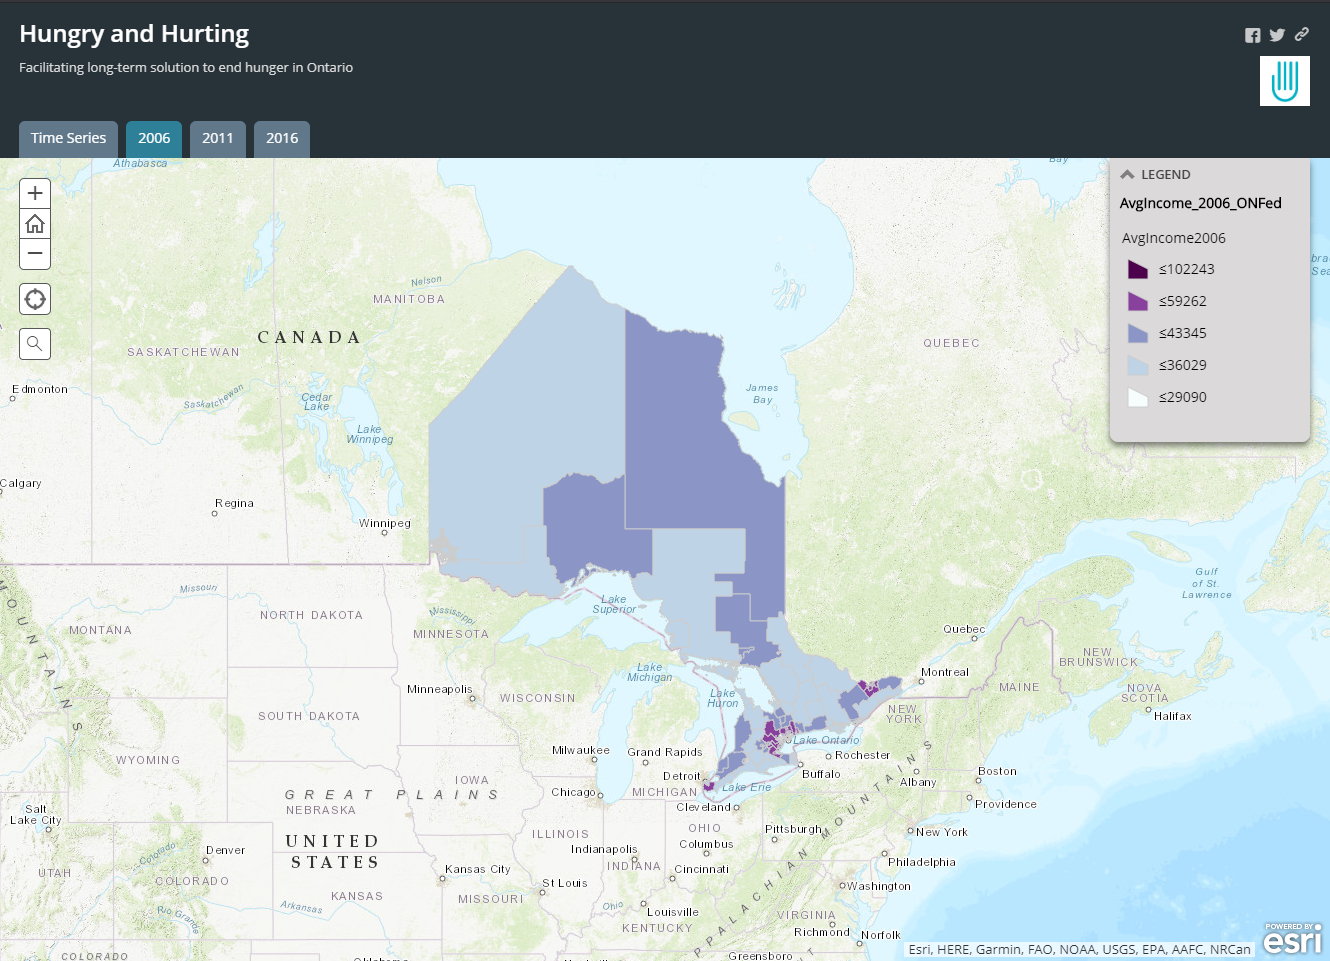 Hungry and Hurting
Facilitating long-term solution to end hunger in Ontario
Time Series
2006
2011
2016
LEGEND
AvgIncome_2006_ONFed
AvgIncome2006
≤102243
≤59262
≤43345
≤36029
≤29090
Athabasca
Bay
Nelson
MANITOBA
CANADA
SASKATCHEWAN
QUEBEC
Edmonton
Saskatchewan
Cedar
Lake
James
Bay
Lake
Winnipeg
Calgary
Regina
Winnipeg
Gulf
of St.
Lawrence
Missouri
Lake
Superior
Mississippi
NORTH DAKOTA
MONTANA
MINNESOTA
Quebec
NEW
BRUNSWICK
Lake
Michigan
Montreal
MAINE
NOVA
SCOTIA
Minneapolis
WISCONSIN
Lake
Huron
NEW
YORK
Halifax
SOUTH DAKOTA
Lake Ontario
Milwaukee
Grand Rapids
Rochester
WYOMING
Detroit
Buffalo
Albany
Boston
IOWA
Chicago
MICHIGAN
Lake Erie
GREAT PLAINS
Cleveland
Providence
NEBRASKA
Salt
Lake City
UNITED
STATES
ILLINOIS
OHIO
Columbus
Pittsburgh
New York
Denver
Colorado
Indianapolis
INDIANA
Philadelphia
UTAH
COLORADO
Kansas City
St Louis
Cincinnati
Washington
KANSAS
MISSOURI
Arkansas
Rio Grande
Ohio
Louisville
VIRGINIA
KENTUCKY
Richmond
Norfolk
APPALACHIAN MOUNTAINS
MOUNTAINS
COLORADO
Greensboro
Esri, HERE, Garmin, FAO, NOAA, USGS, EPA, AAFC, NRCan
POWERED BY
esri